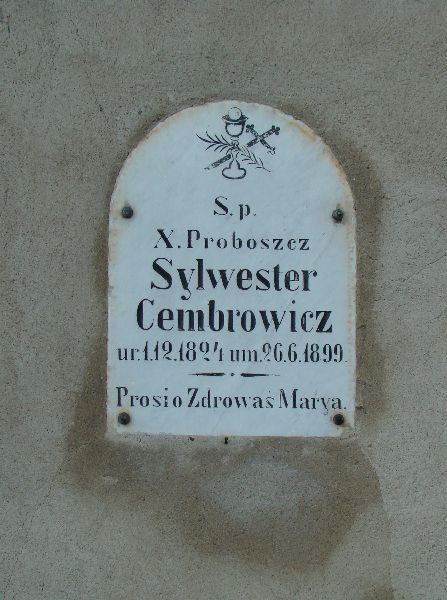 S.p.
X. Proboszcz
Sylwester
Cembrowicz
ur. 1.12.1824 um. 26.6.1899.
Prosi o Zdrowaś Marya.